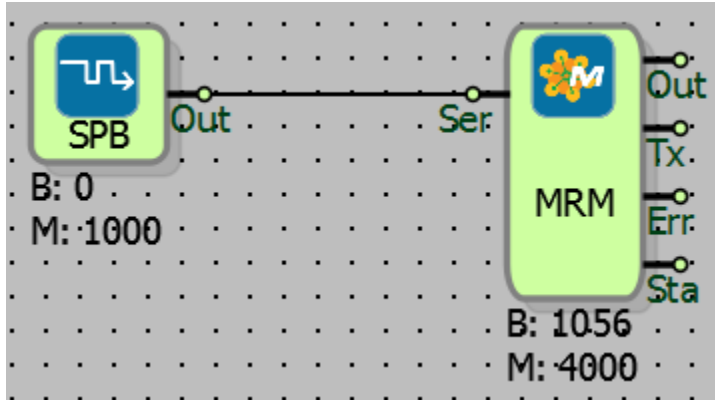 SPB
Out
B: 0
M: 1000
Ser
M
MRM
Out
Tx
Err
Sta
B: 1056
M: 4000